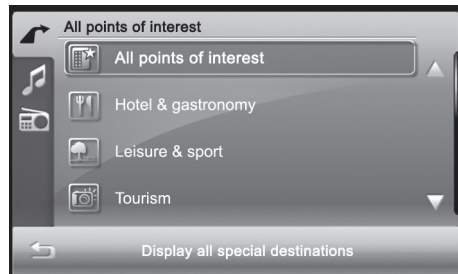 All points of interest
All points of interest
Hotel & gastronomy
Leisure & sport
Tourism
Display all special destinations